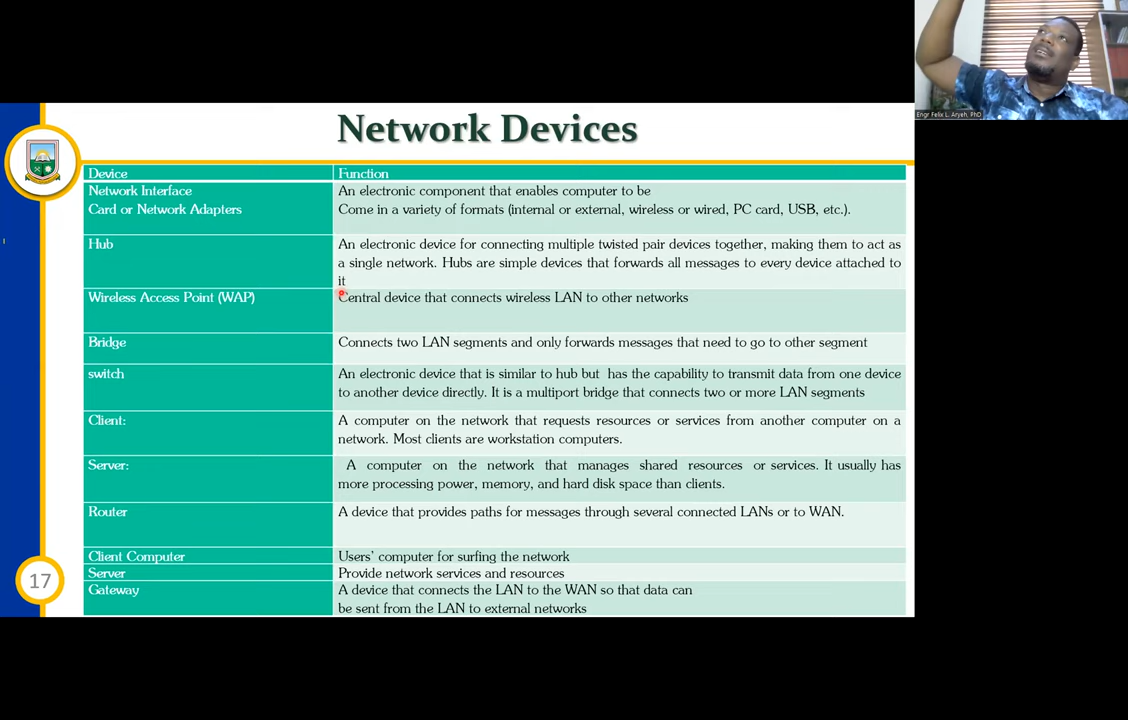 Engr Felix L. Aryeh, PhD
Network Devices
Device Function
Network Interface An electronic component that enables computer to be
Card or Network Adapters Come in a variety of formats (internal or external, wireless or wired, PC card, USB, etc.).
Hub An electronic device for connecting multiple twisted pair devices together, making them to act as
a single network. Hubs are simple devices that forwards all messages to every device attached to
it
Wireless Access Point (WAP) Central device that connects wireless LAN to other networks
Bridge Connects two LAN segments and only forwards messages that need to go to other segment
switch An electronic device that is similar to hub but has the capability to transmit data from one device
to another device directly. It is a multiport bridge that connects two or more LAN segments
Client: A computer on the network that requests resources or services from another computer on a
network. Most clients are workstation computers.
Server: A computer on the network that manages shared resources or services. It usually has
more processing power, memory, and hard disk space than clients.
Router A device that provides paths for messages through several connected LANs or to WAN.
Client Computer Users' computer for surfing the network
Server Provide network services and resources
Gateway A device that connects the LAN to the WAN so that data can
be sent from the LAN to external networks
17